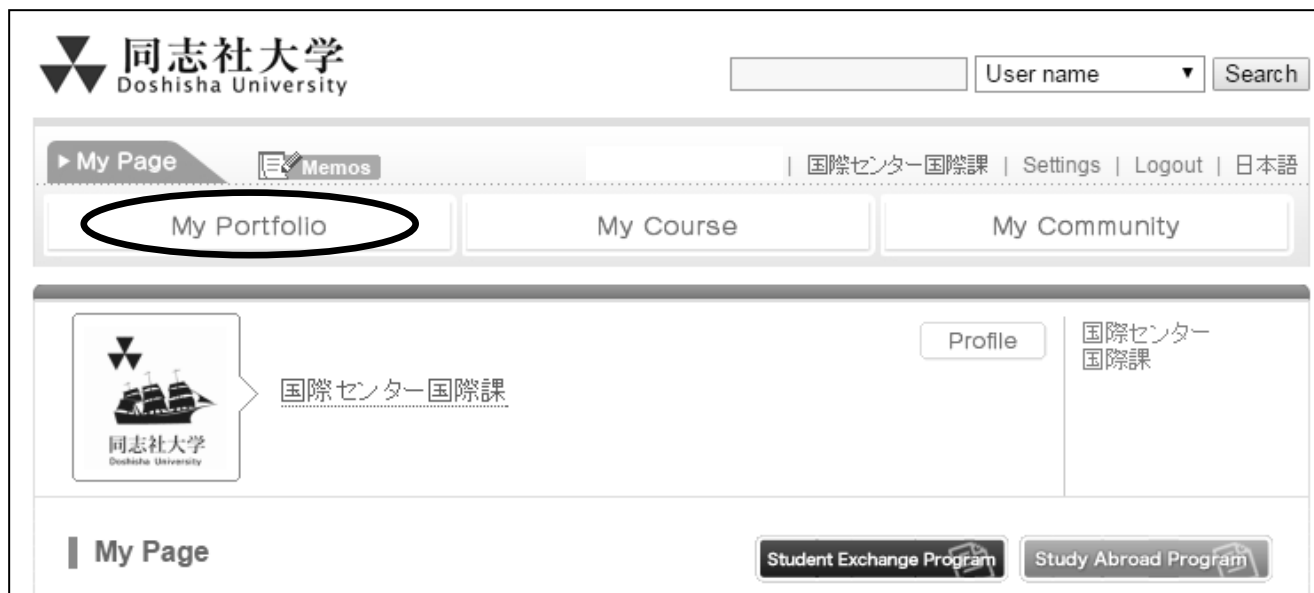 同志社大学
Doshisha University
User name ▼ Search
▶ My Page Memos | 国際センター国際課 | Settings | Logout | 日本語
My Portfolio My Course My Community
Profile
国際センター
国際課
国際センター国際課
同志社大学
Doshisha University
My Page
Student Exchange Program Study Abroad Program